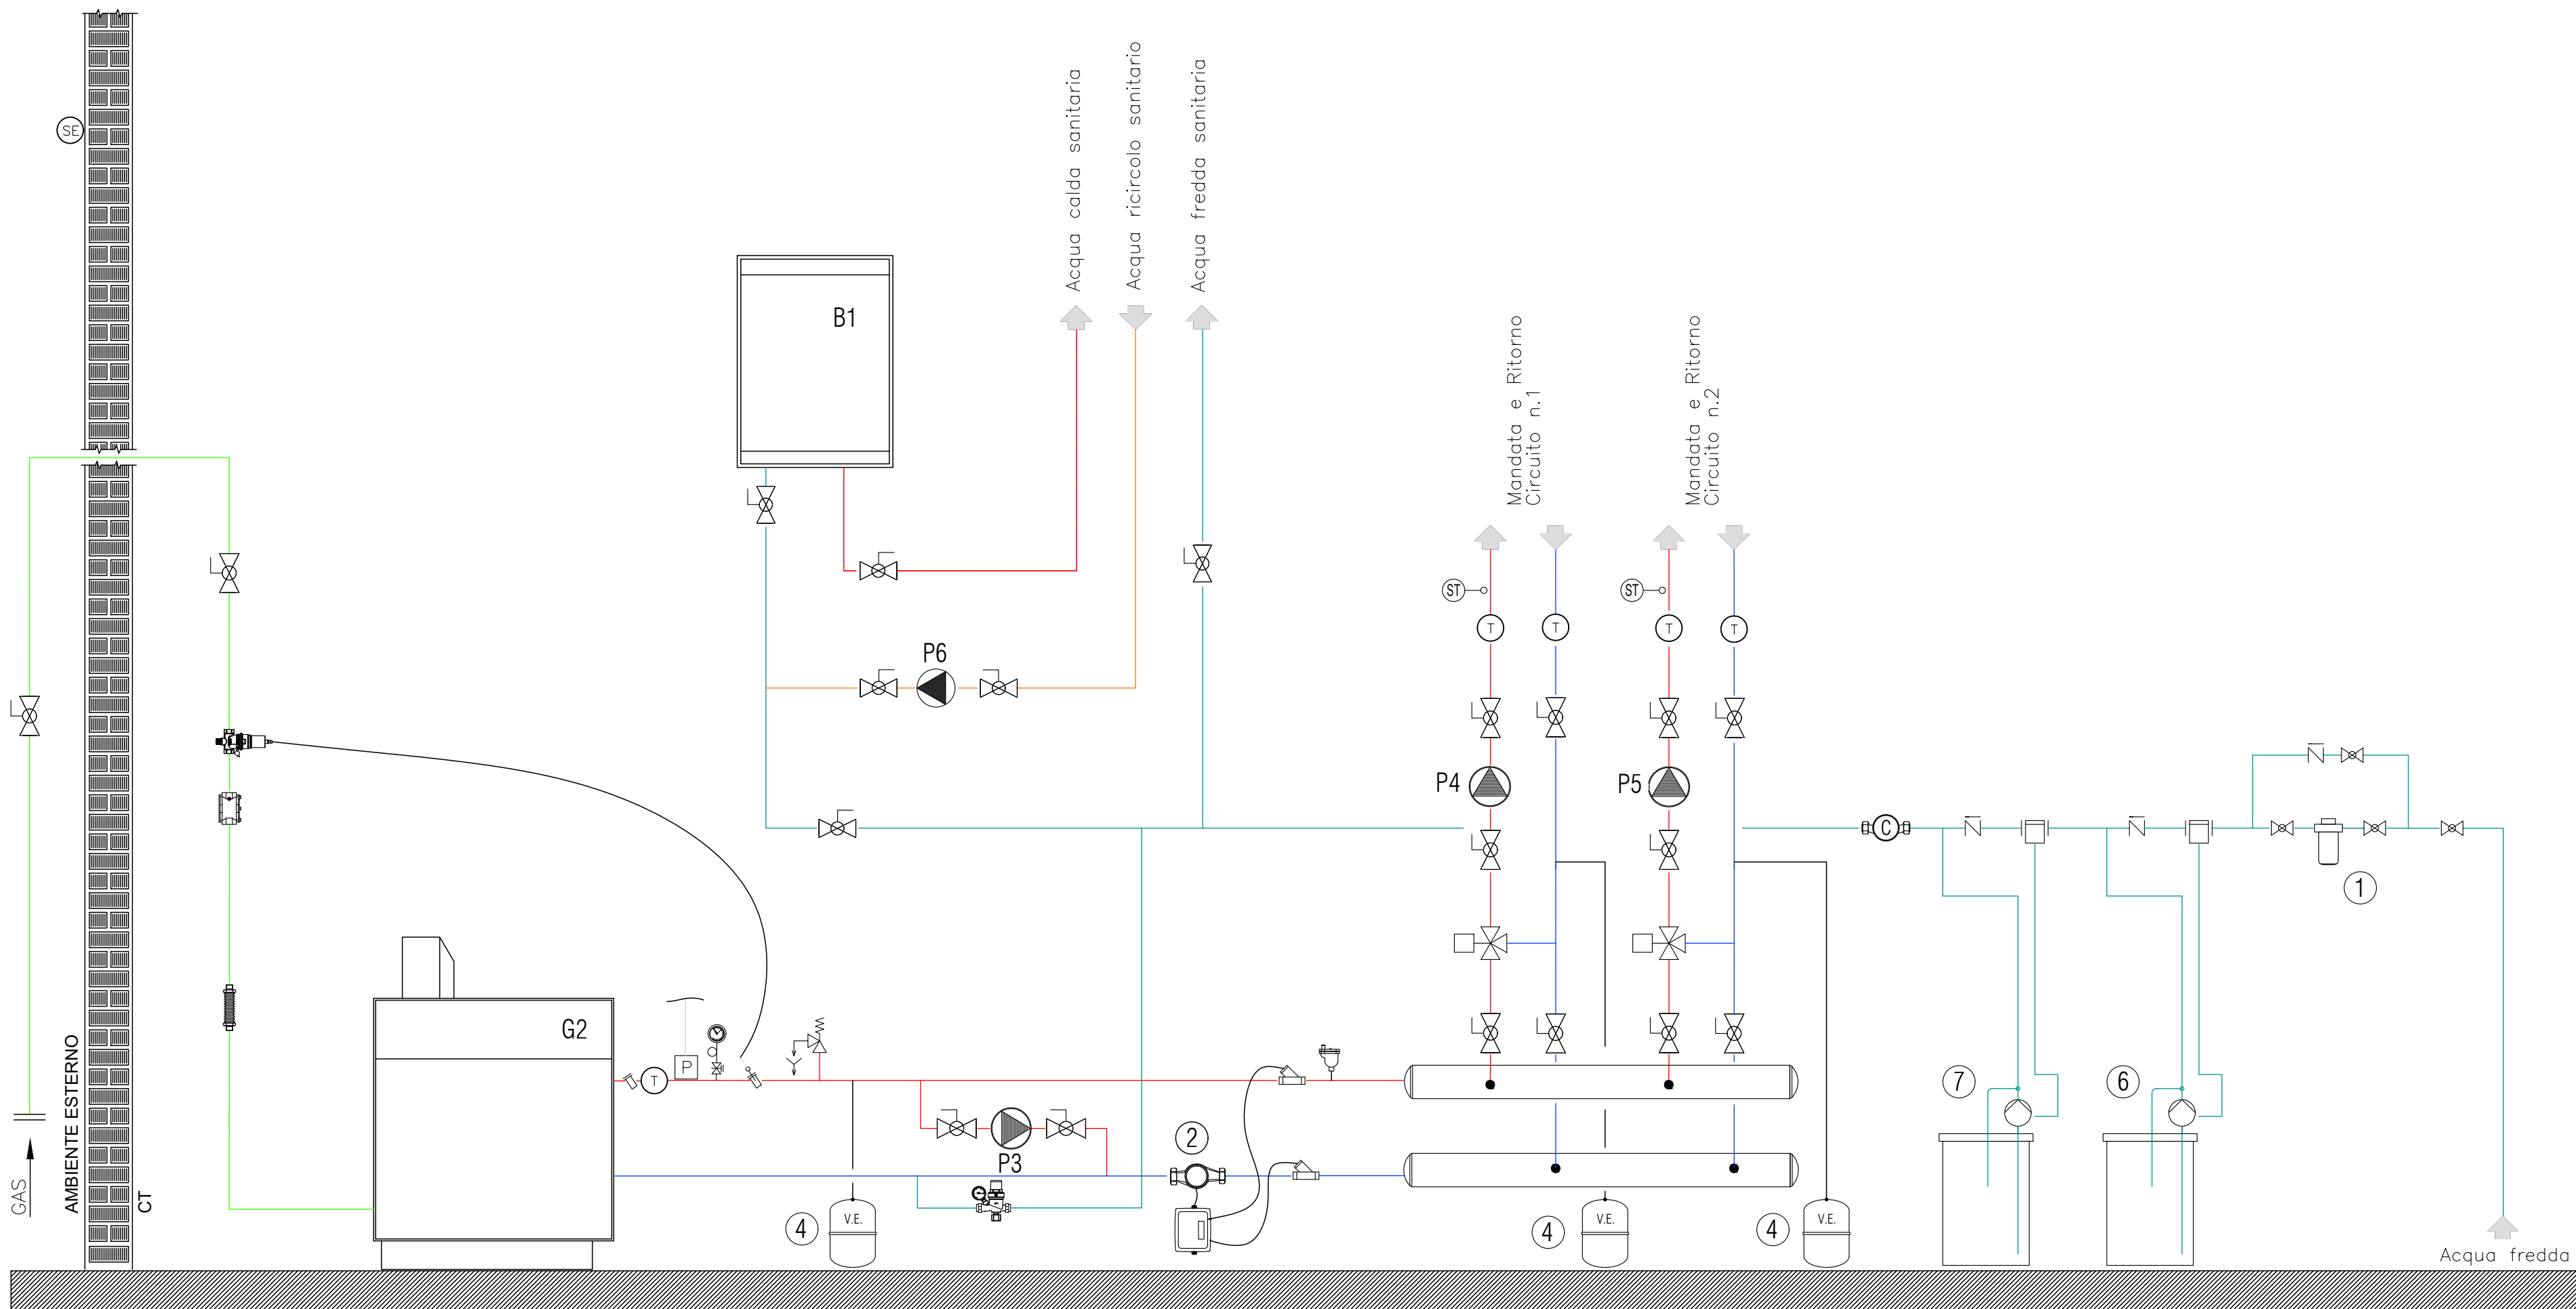 SE
Acqua calda sanitaria
Acqua ricircolo sanitario
Acqua fredda sanitaria
B1
Mandata e Ritorno
Circuito n.1
Mandata e Ritorno
Circuito n.2
ST
ST
T
T
T
T
P6
P4
P5
C
1
G2
P
T
P3
2
7
6
4
V.E.
4
V.E.
4
V.E.
GAS
AMBIENTE ESTERNO
CT
Acqua fredda